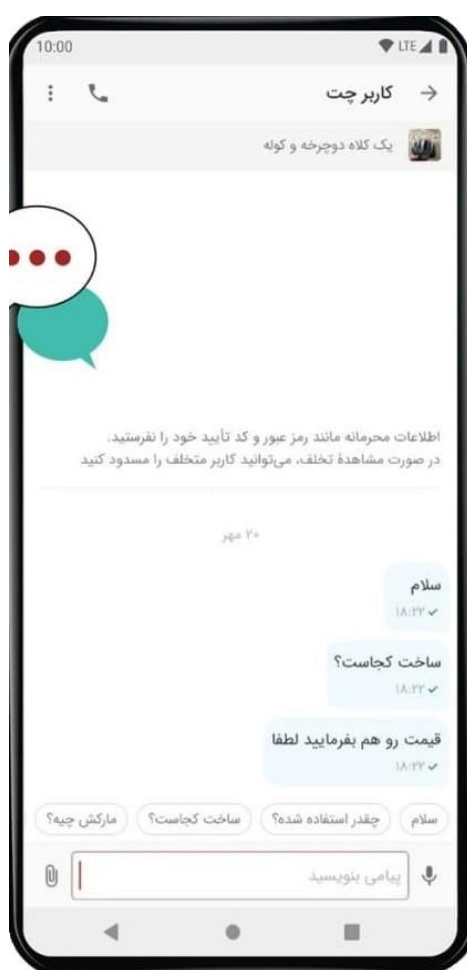 10:00 LTE
کاربر چت
یک کلاه دوچرخه و کوله
اطلاعات محرمانه مانند رمز عبور و کد تأیید خود را نفرستید.
در صورت مشاهدهٔ تخلف، می‌توانید کاربر متخلف را مسدود کنید
۲۰ مهر
سلام
۱۸:۲۲
ساخت کجاست؟
۱۸:۲۲
قیمت رو هم بفرمایید لطفا
۱۸:۲۲
سلام چقدر استفاده شده؟ ساخت کجاست؟ مارکش چیه؟
پیامی بنویسید